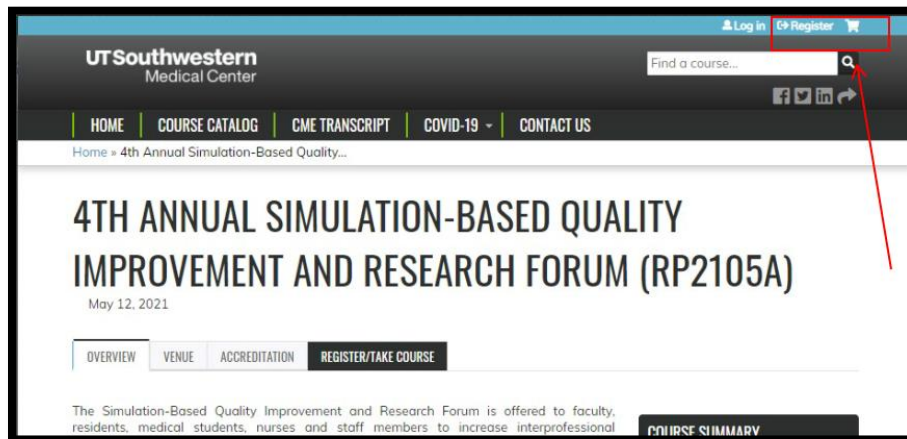 Log in Register
UTSouthwestern
Medical Center
Find a course...
HOME COURSE CATALOG CME TRANSCRIPT COVID-19 CONTACT US
Home » 4th Annual Simulation-Based Quality...
4TH ANNUAL SIMULATION-BASED QUALITY
IMPROVEMENT AND RESEARCH FORUM (RP2105A)
May 12, 2021
OVERVIEW VENUE ACCREDITATION REGISTER/TAKE COURSE
The Simulation-Based Quality Improvement and Research Forum is offered to faculty,
residents, medical students, nurses and staff members to increase interprofessional
COURSE SUMMARY